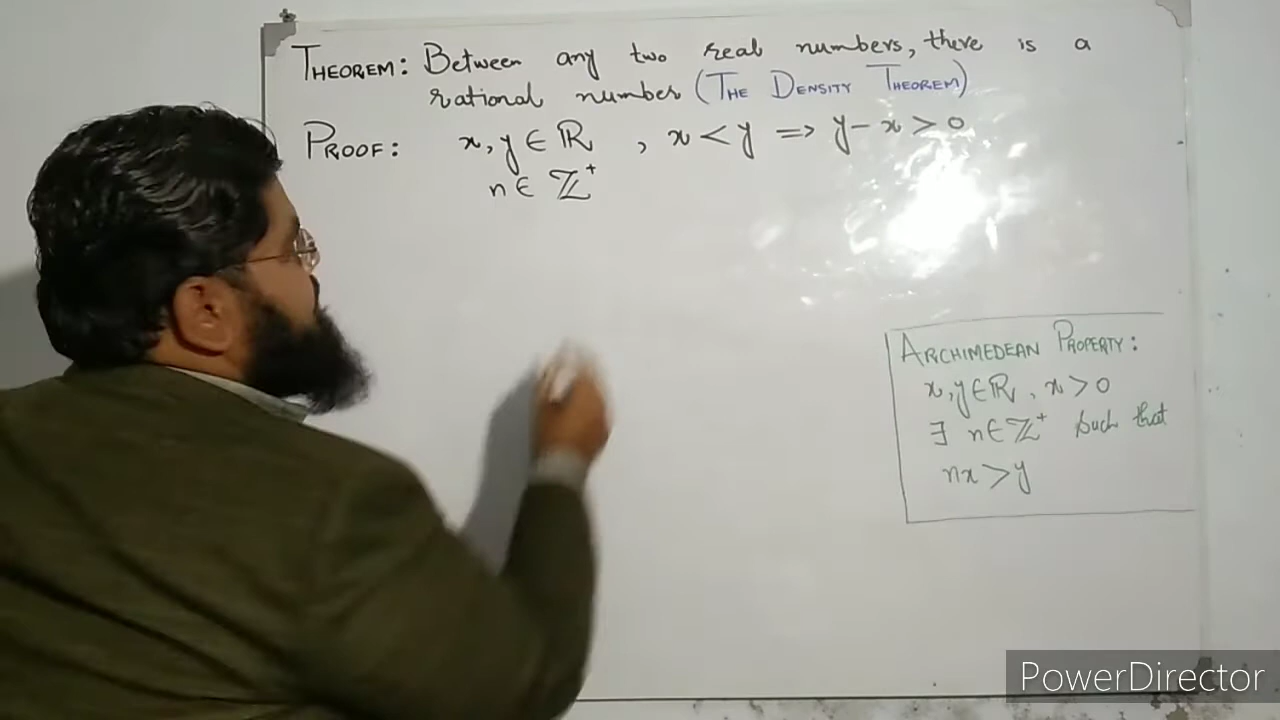 THEOREM: Between any two real numbers, there is a
rational number (THE DENSITY THEOREM)
PROOF: x, y ∈ ℝ , x < y => y - x > 0
n ∈ ℤ⁺
ARCHIMEDEAN PROPERTY:
x, y ∈ ℝ, x > 0
∃ n ∈ ℤ⁺ such that
nx > y
PowerDirector